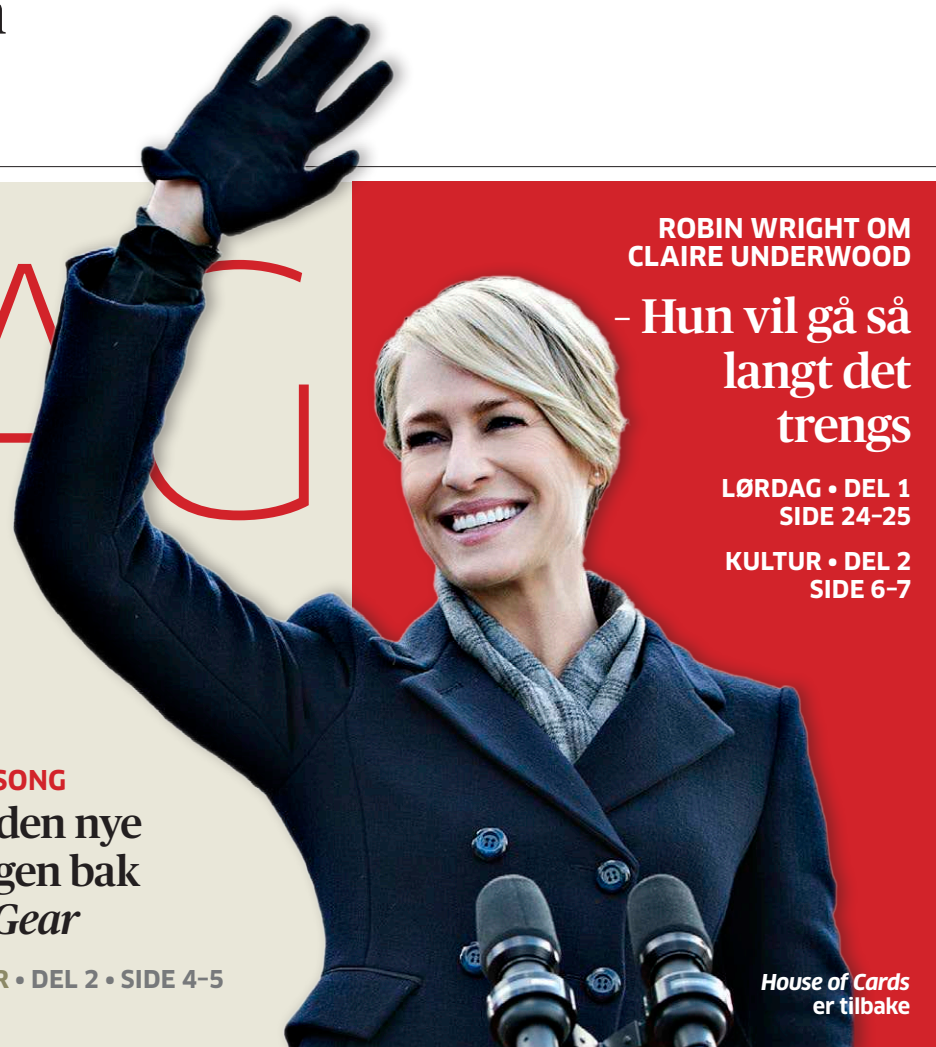 AG
ROBIN WRIGHT OM
CLAIRE UNDERWOOD
– Hun vil gå så
langt det
trengs
LØRDAG • DEL 1
SIDE 24–25
KULTUR • DEL 2
SIDE 6–7
SONG
den nye
gen bak
Gear
R • DEL 2 • SIDE 4–5
House of Cards
er tilbake